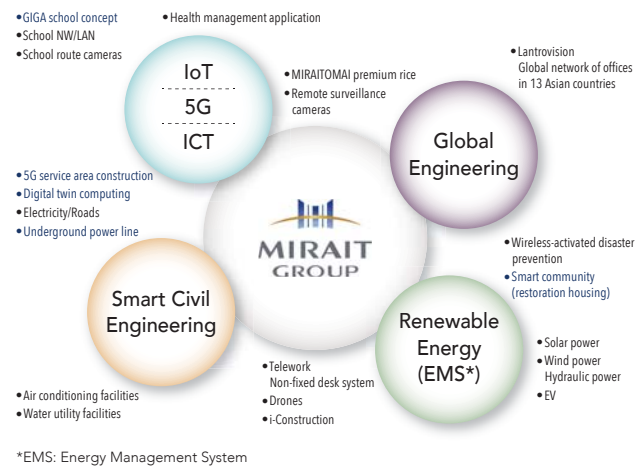 •GIGA school concept
•School NW/LAN
•School route cameras
•Health management application
IoT
5G
ICT
•MIRAITOMAI premium rice
•Remote surveillance
cameras
•Lantrovision
Global network of offices
in 13 Asian countries
Global
Engineering
•5G service area construction
•Digital twin computing
•Electricity/Roads
•Underground power line
MIRAIT
GROUP
•Wireless-activated disaster
prevention
•Smart community
(restoration housing)
Smart Civil
Engineering
Renewable
Energy
(EMS*)
•Solar power
•Wind power
Hydraulic power
•EV
•Telework
Non-fixed desk system
•Drones
•i-Construction
•Air conditioning facilities
•Water utility facilities
*EMS: Energy Management System